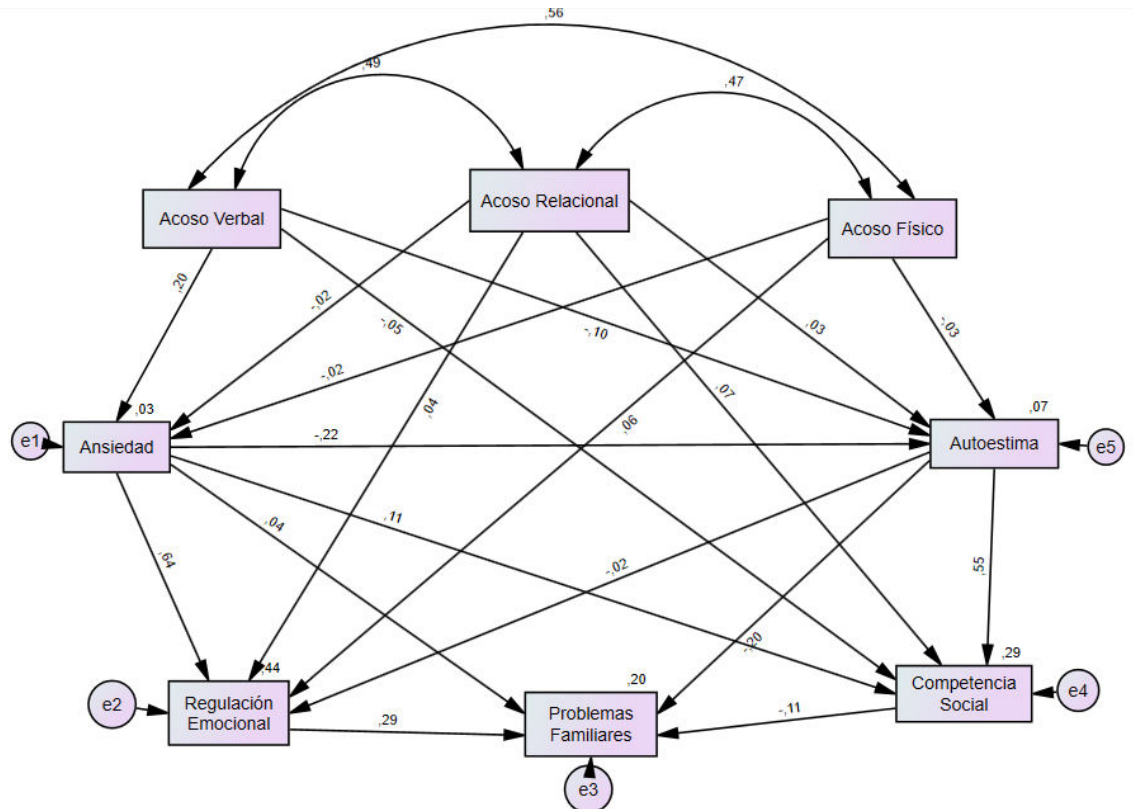 ,56
,49
,47
Acoso Verbal
Acoso Relacional
Acoso Físico
,20
-,02
-,05
-,10
,03
-,03
-,02
,07
,04
,06
,03
,07
e1
Ansiedad
-,22
Autoestima
e5
,04
,11
-,64
-,02
,55
-,20
,44
,20
,29
e2
Regulación
Emocional
,29
Problemas
Familiares
-,11
Competencia
Social
e4
e3